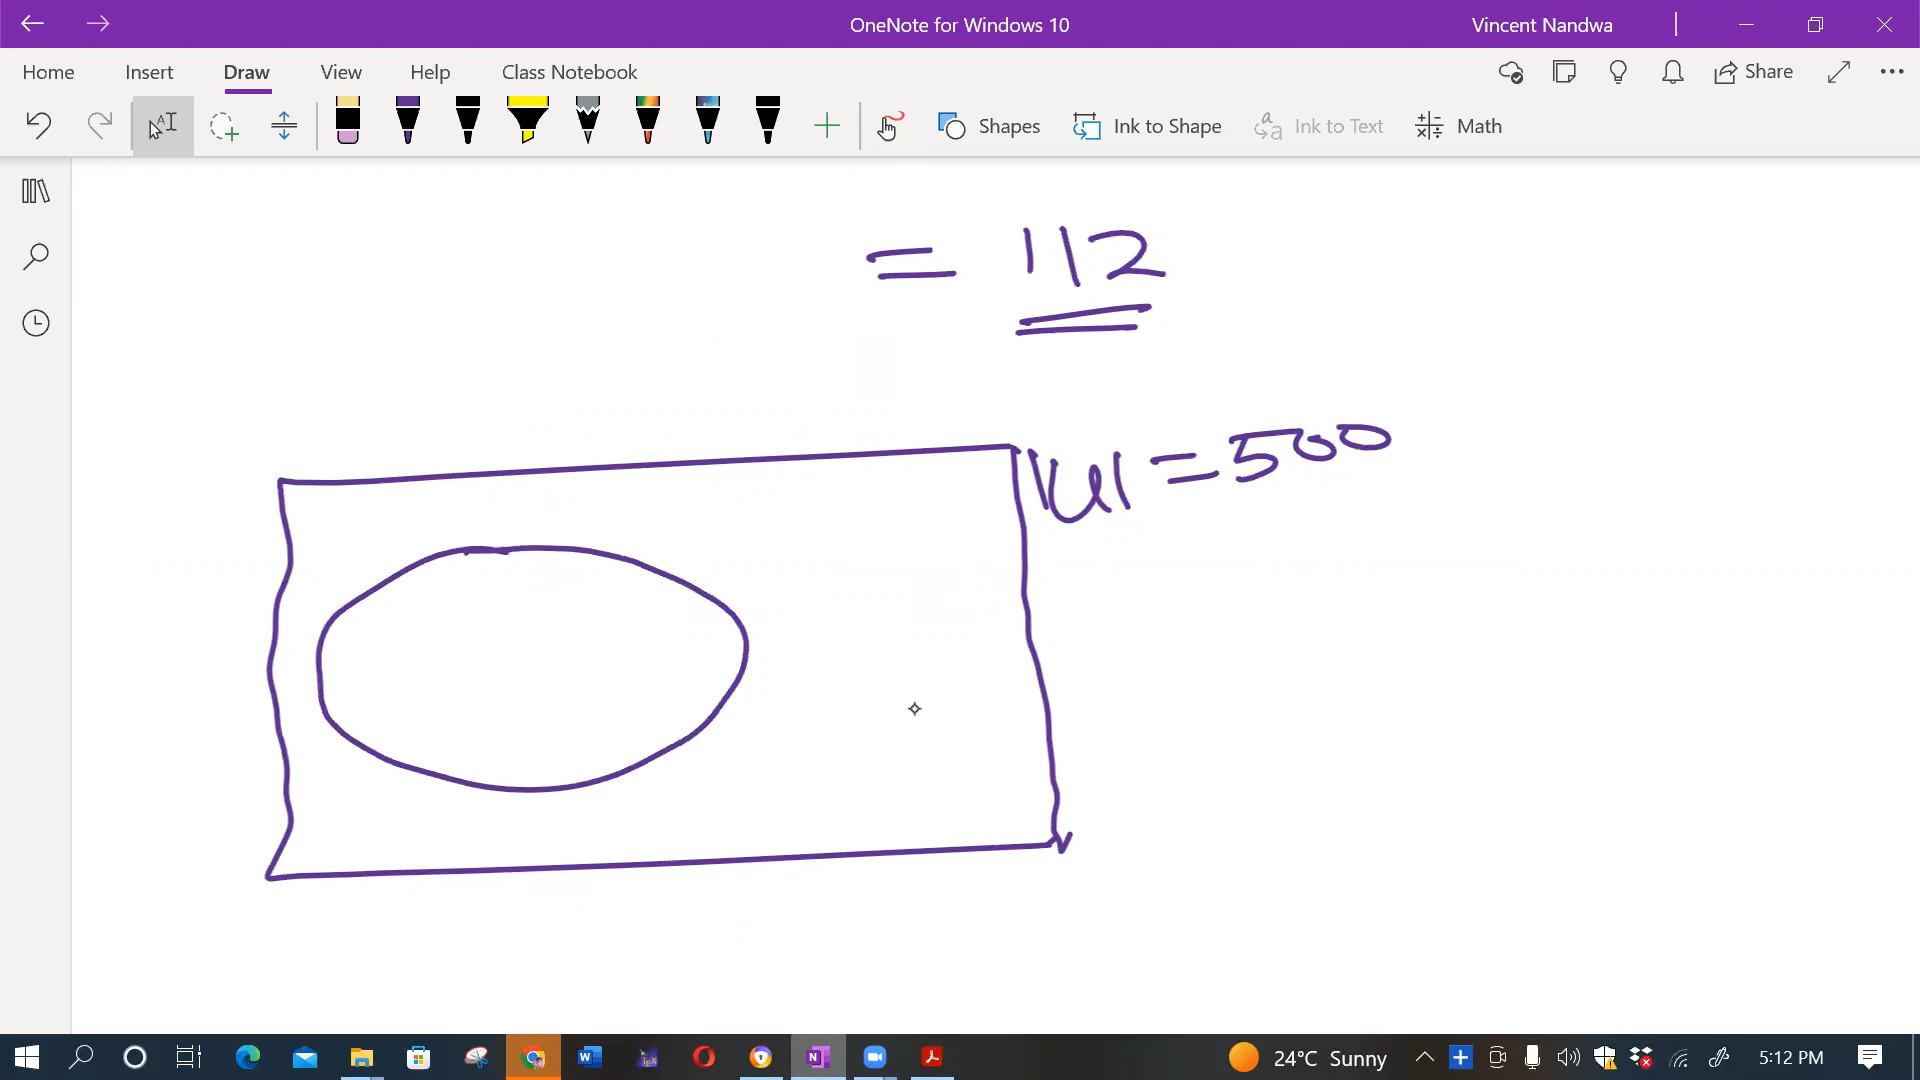 OneNote for Windows 10
Vincent Nandwa
Home Insert Draw View Help Class Notebook Share
Shapes Ink to Shape Ink to Text Math
= 112
|U| = 500
24°C Sunny 5:12 PM